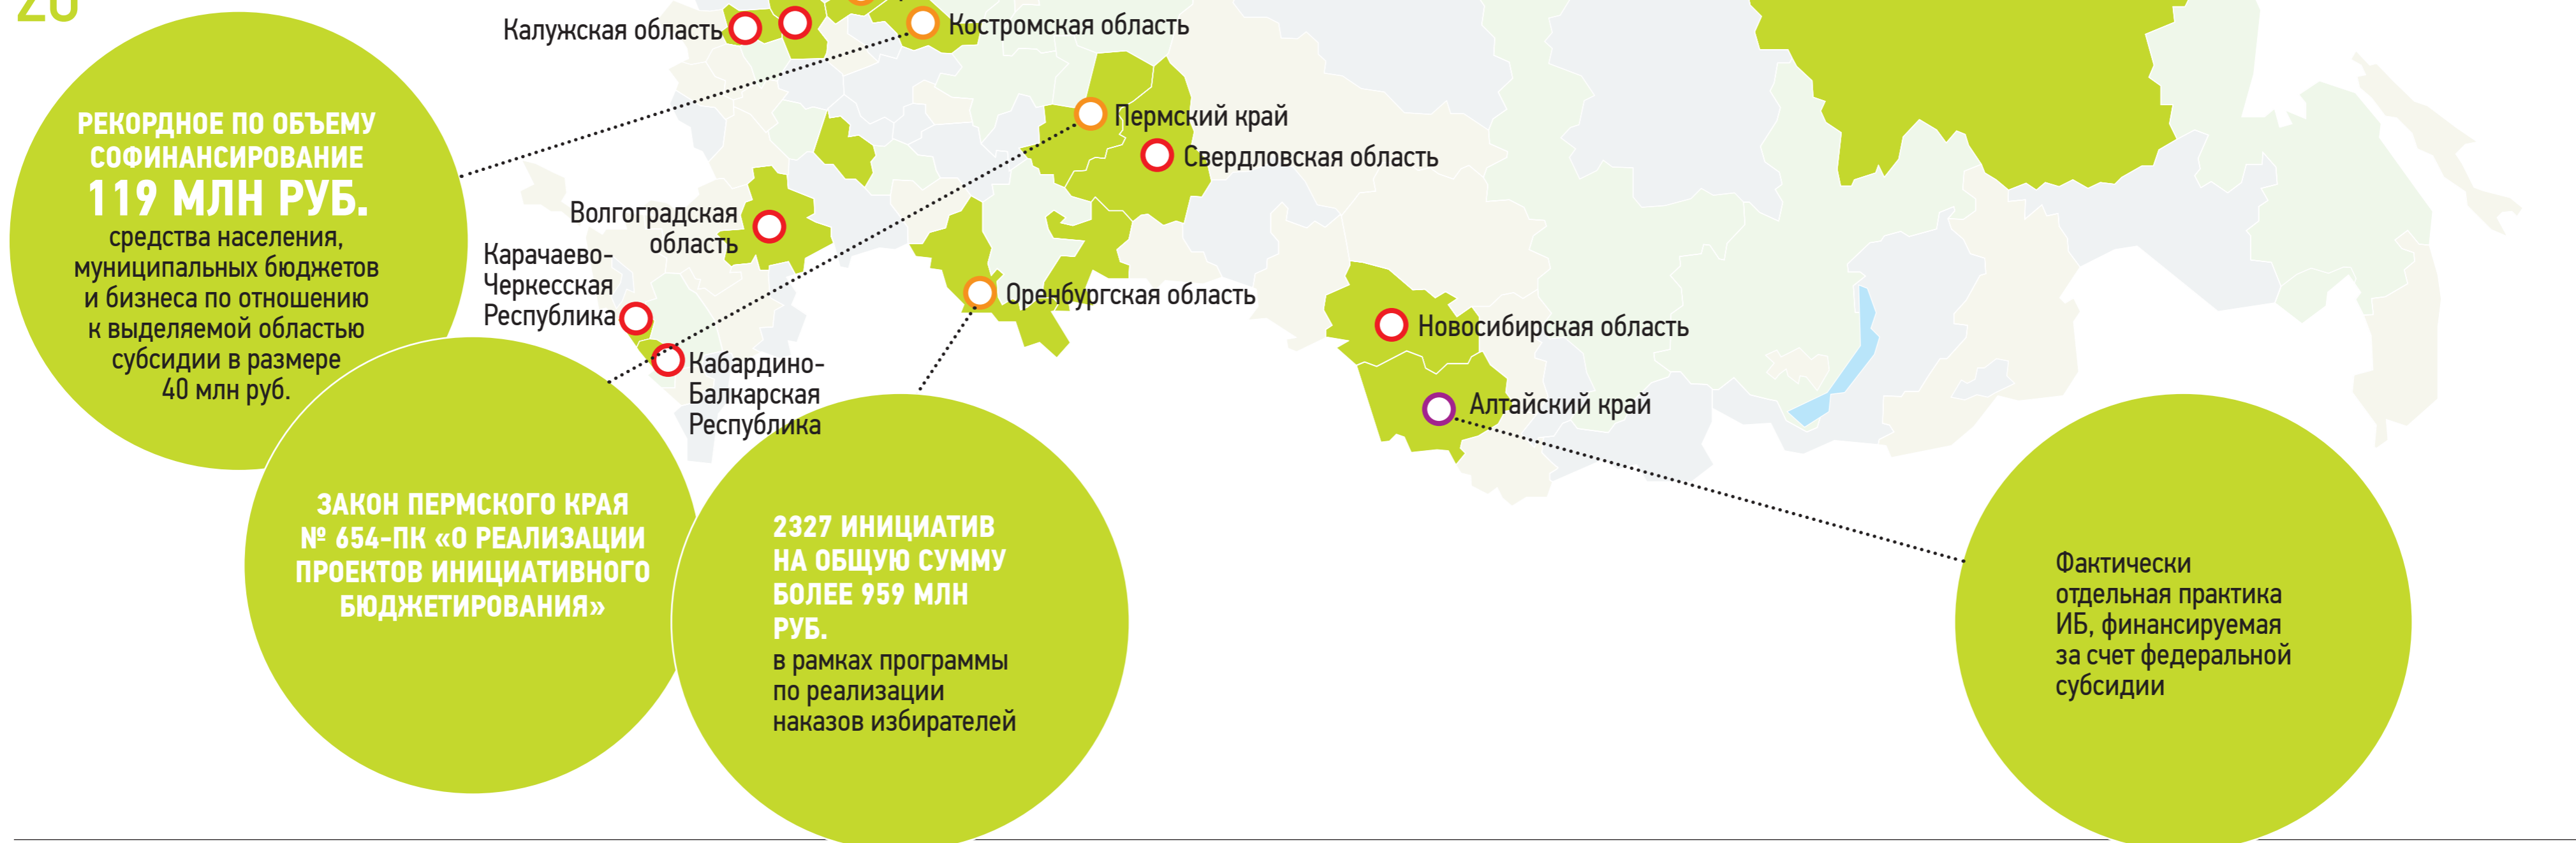 Калужская область
Костромская область
РЕКОРДНОЕ ПО ОБЪЕМУ
СОФИНАНСИРОВАНИЕ
119 МЛН РУБ.
средства населения,
муниципальных бюджетов
и бизнеса по отношению
к выделяемой областью
субсидии в размере
40 млн руб.
Пермский край
Свердловская область
Волгоградская
область
Карачаево-
Черкесская
Республика
Кабардино-
Балкарская
Республика
Оренбургская область
Новосибирская область
Алтайский край
ЗАКОН ПЕРМСКОГО КРАЯ
№ 654-ПК «О РЕАЛИЗАЦИИ
ПРОЕКТОВ ИНИЦИАТИВНОГО
БЮДЖЕТИРОВАНИЯ»
2327 ИНИЦИАТИВ
НА ОБЩУЮ СУММУ
БОЛЕЕ 959 МЛН
РУБ.
в рамках программы
по реализации
наказов избирателей
Фактически
отдельная практика
ИБ, финансируемая
за счет федеральной
субсидии